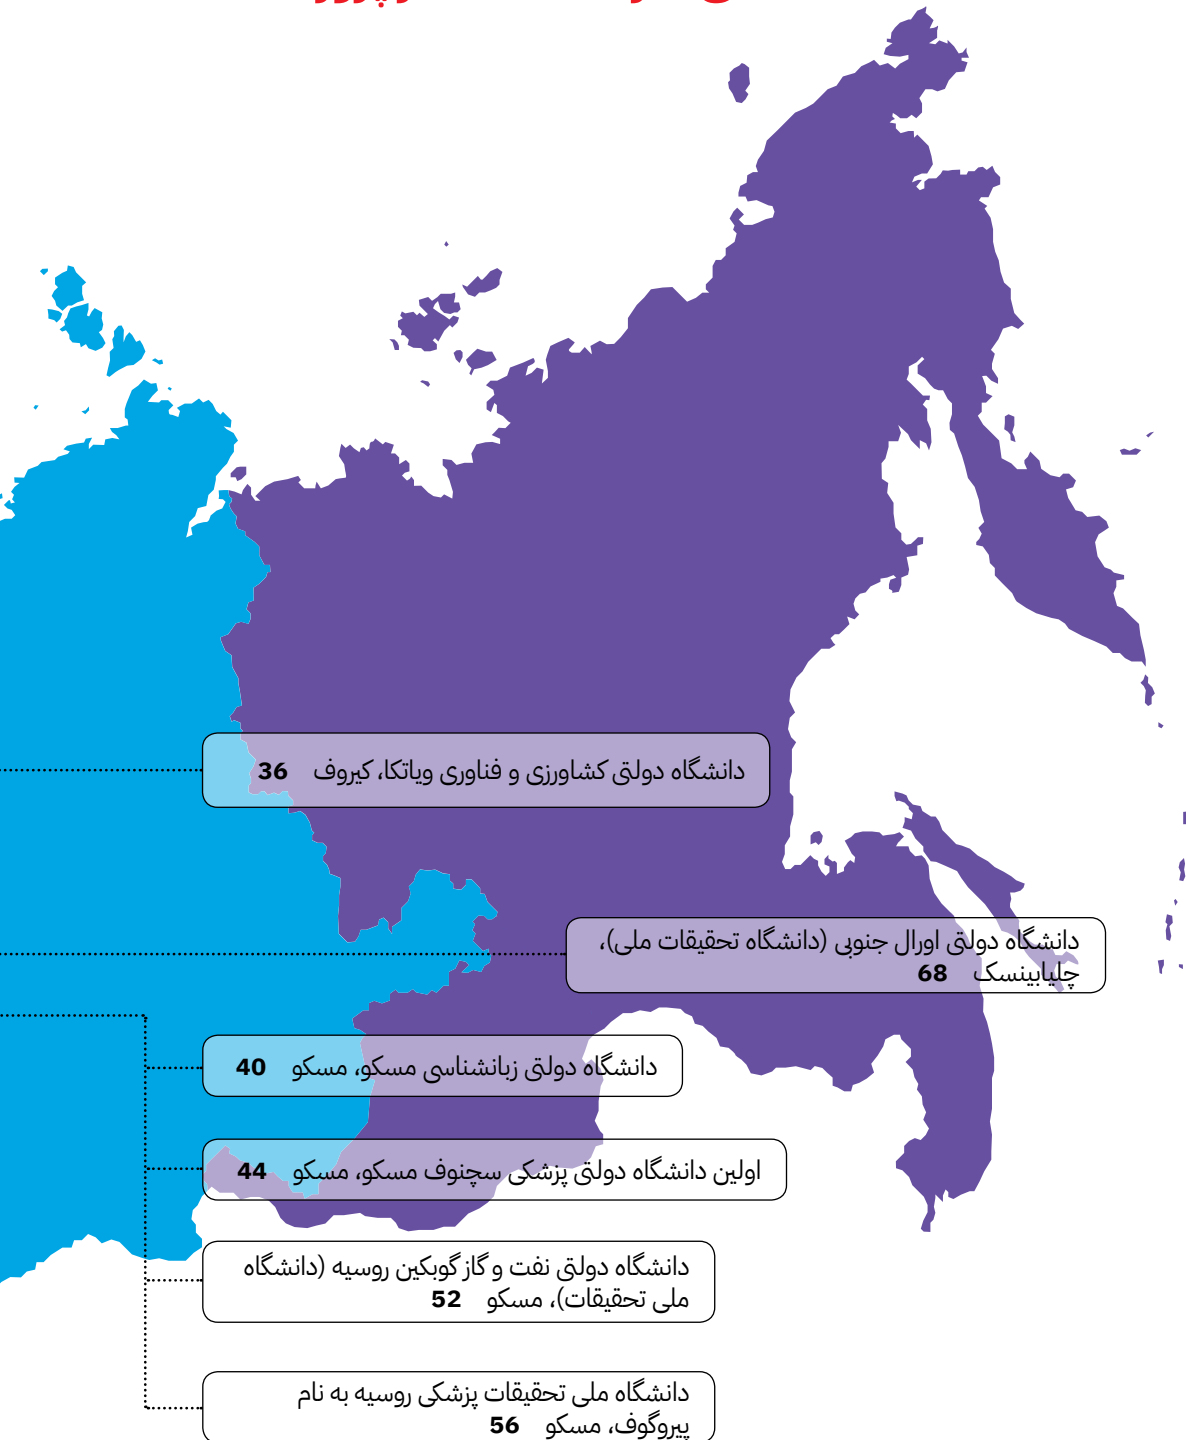 دانشگاه دولتی کشاورزی و فناوری ویاتکا، کیروف 36
دانشگاه دولتی اورال جنوبی (دانشگاه تحقیقات ملی)،
چلیابینسک 68
دانشگاه دولتی زبانشناسی مسکو، مسکو 40
اولین دانشگاه دولتی پزشکی سچنوف مسکو، مسکو 44
دانشگاه دولتی نفت و گاز گوبکین روسیه (دانشگاه
ملی تحقیقات)، مسکو 52
دانشگاه ملی تحقیقات پزشکی روسیه به نام
پیروگوف، مسکو 56